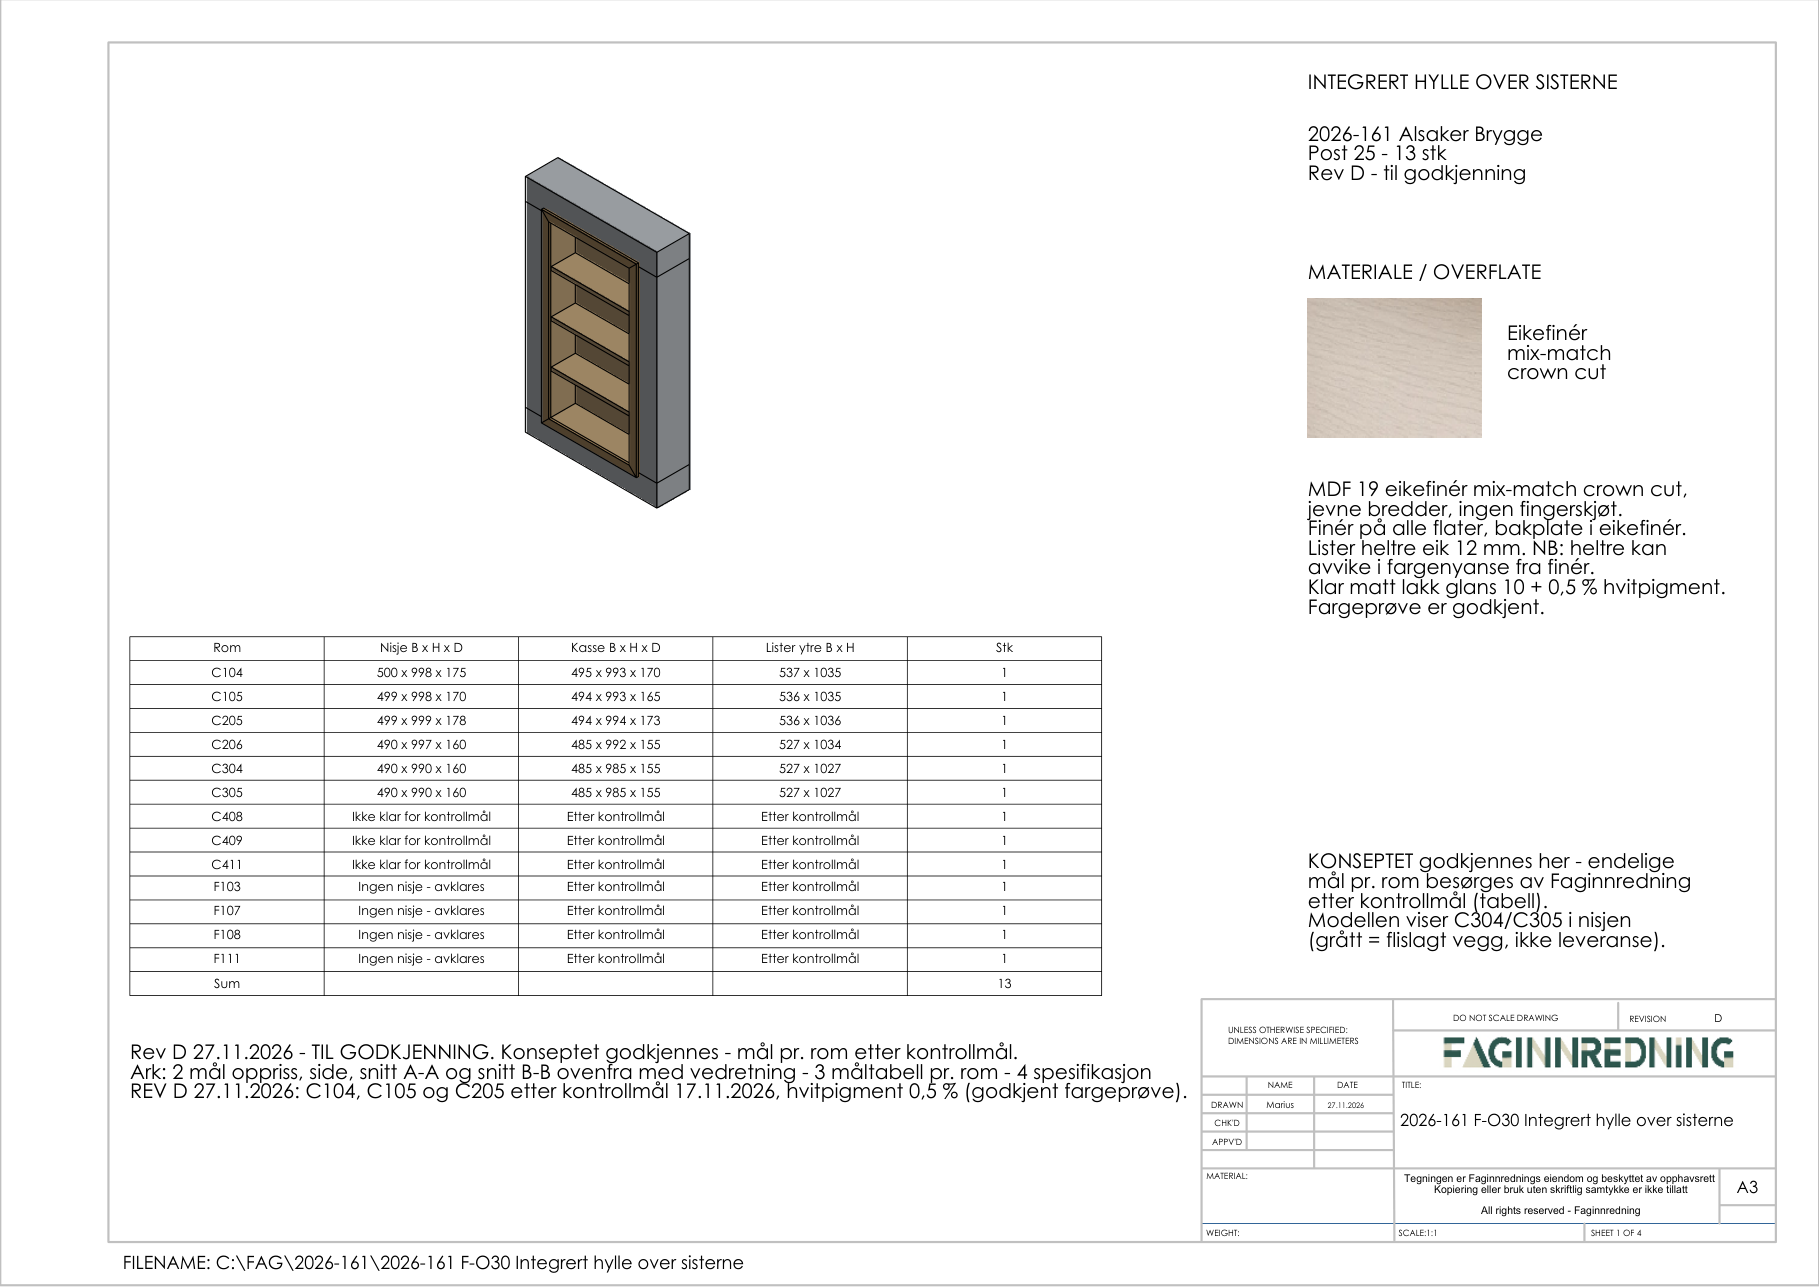 INTEGRERT HYLLE OVER SISTERNE
2026-161 Alsaker Brygge
Post 25 - 13 stk
Rev D - til godkjenning
MATERIALE / OVERFLATE
Eikefinér
mix-match
crown cut
MDF 19 eikefinér mix-match crown cut,
jevne bredder, ingen fingerskjøt.
Finér på alle flater, bakplate i eikefinér.
Lister heltre eik 12 mm. NB: heltre kan
avvike i fargenyanse fra finér.
Klar matt lakk glans 10 + 0,5 % hvitpigment.
Fargeprøve er godkjent.
Rom Nisje B x H x D Kasse B x H x D Lister ytre B x H Stk
C104 500 x 998 x 175 495 x 993 x 170 537 x 1035 1
C105 499 x 998 x 170 494 x 993 x 165 536 x 1035 1
C205 499 x 999 x 178 494 x 994 x 173 536 x 1036 1
C206 490 x 997 x 160 485 x 992 x 155 527 x 1034 1
C304 490 x 990 x 160 485 x 985 x 155 527 x 1027 1
C305 490 x 990 x 160 485 x 985 x 155 527 x 1027 1
C408 Ikke klar for kontrollmål Etter kontrollmål Etter kontrollmål 1
C409 Ikke klar for kontrollmål Etter kontrollmål Etter kontrollmål 1
C411 Ikke klar for kontrollmål Etter kontrollmål Etter kontrollmål 1
F103 Ingen nisje - avklares Etter kontrollmål Etter kontrollmål 1
F107 Ingen nisje - avklares Etter kontrollmål Etter kontrollmål 1
F108 Ingen nisje - avklares Etter kontrollmål Etter kontrollmål 1
F111 Ingen nisje - avklares Etter kontrollmål Etter kontrollmål 1
Sum 13
KONSEPTET godkjennes her - endelige
mål pr. rom besørges av Faginnredning
etter kontrollmål (tabell).
Modellen viser C304/C305 i nisjen
(grått = flislagt vegg, ikke leveranse).
Rev D 27.11.2026 - TIL GODKJENNING. Konseptet godkjennes - mål pr. rom etter kontrollmål.
Ark: 2 mål oppriss, side, snitt A-A og snitt B-B ovenfra med vedretning - 3 måltabell pr. rom - 4 spesifikasjon
REV D 27.11.2026: C104, C105 og C205 etter kontrollmål 17.11.2026, hvitpigment 0,5 % (godkjent fargeprøve).
UNLESS OTHERWISE SPECIFIED:
DIMENSIONS ARE IN MILLIMETERS
DO NOT SCALE DRAWING
REVISION D
FAGINNREDNING
NAME DATE
DRAWN Marius 27.11.2026
CHK'D
APPV'D
TITLE:
2026-161 F-O30 Integrert hylle over sisterne
MATERIAL:
Tegningen er Faginnrednings eiendom og beskyttet av opphavsrett
Kopiering eller bruk uten skriftlig samtykke er ikke tillatt
All rights reserved - Faginnredning
A3
WEIGHT:
SCALE:1:1
SHEET 1 OF 4
FILENAME: C:\FAG\2026-161\2026-161 F-O30 Integrert hylle over sisterne